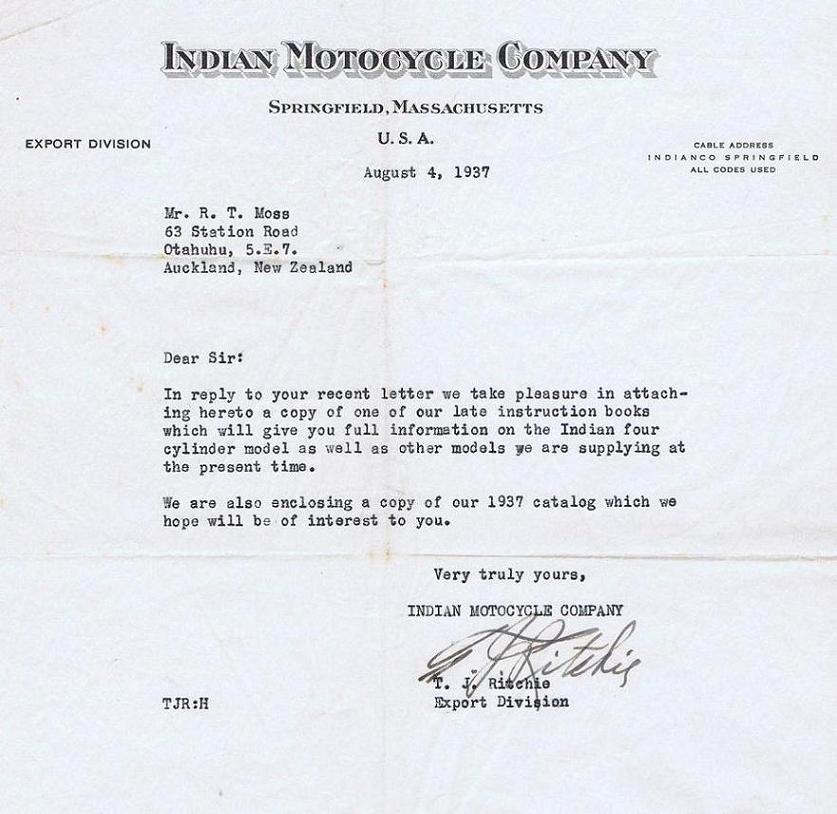 INDIAN MOTOCYCLE COMPANY
SPRINGFIELD, MASSACHUSETTS
U. S. A.
EXPORT DIVISION
CABLE ADDRESS
INDIANCO SPRINGFIELD
ALL CODES USED
August 4, 1937
Mr. R. T. Moss
63 Station Road
Otahuhu, 5.E.7.
Auckland, New Zealand
Dear Sir:
In reply to your recent letter we take pleasure in attach-
ing hereto a copy of one of our late instruction books
which will give you full information on the Indian four
cylinder model as well as other models we are supplying at
the present time.
We are also enclosing a copy of our 1937 catalog which we
hope will be of interest to you.
Very truly yours,
INDIAN MOTOCYCLE COMPANY
T J Ritchie
T. J. Ritchie
TJR:H
Export Division